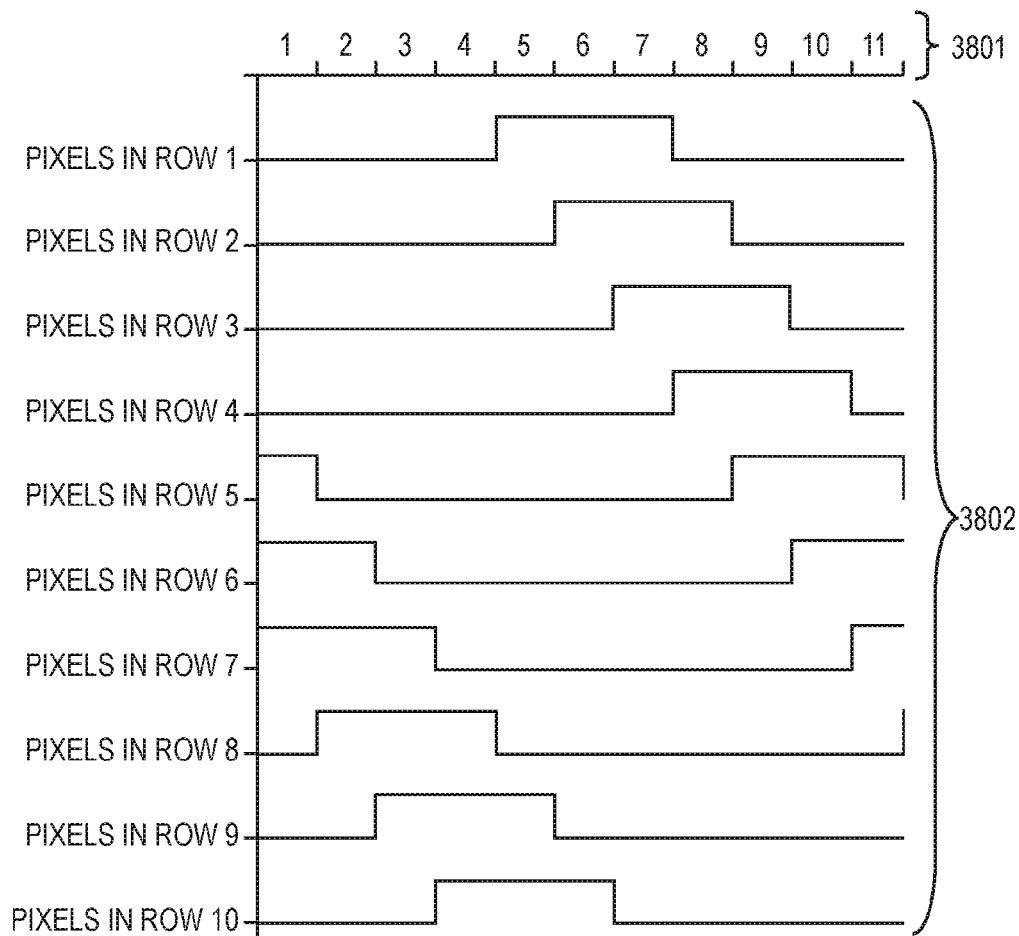 1 2 3 4 5 6 7 8 9 10 11 3801
PIXELS IN ROW 1
PIXELS IN ROW 2
PIXELS IN ROW 3
PIXELS IN ROW 4
PIXELS IN ROW 5
3802
PIXELS IN ROW 6
PIXELS IN ROW 7
PIXELS IN ROW 8
PIXELS IN ROW 9
PIXELS IN ROW 10